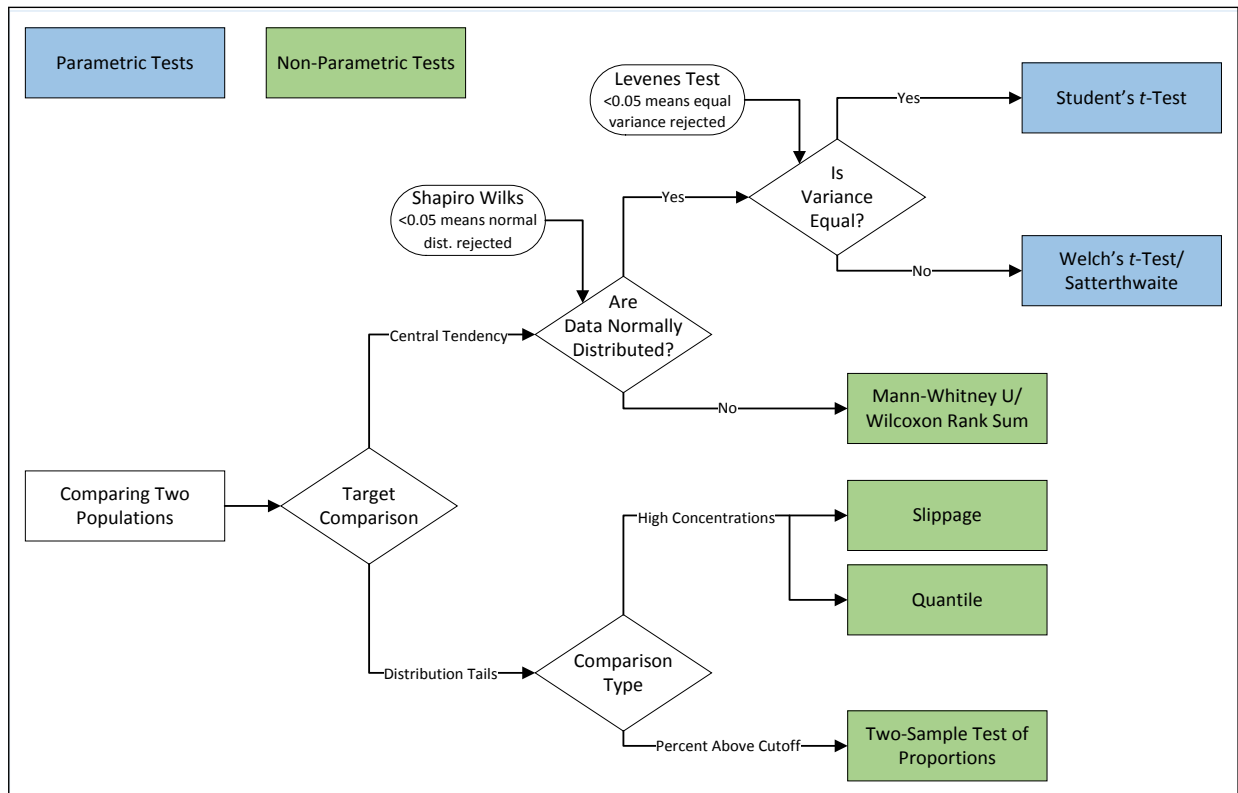 Parametric Tests
Non-Parametric Tests
Levenes Test
<0.05 means equal
variance rejected
Yes
Student's t-Test
Is
Variance
Equal?
Shapiro Wilks
<0.05 means normal
dist. rejected
Yes
No
Welch's t-Test/
Satterthwaite
Are
Data Normally
Distributed?
Central Tendency
No
Mann-Whitney U/
Wilcoxon Rank Sum
Comparing Two
Populations
Target
Comparison
High Concentrations
Slippage
Quantile
Distribution Tails
Comparison
Type
Percent Above Cutoff
Two-Sample Test of
Proportions